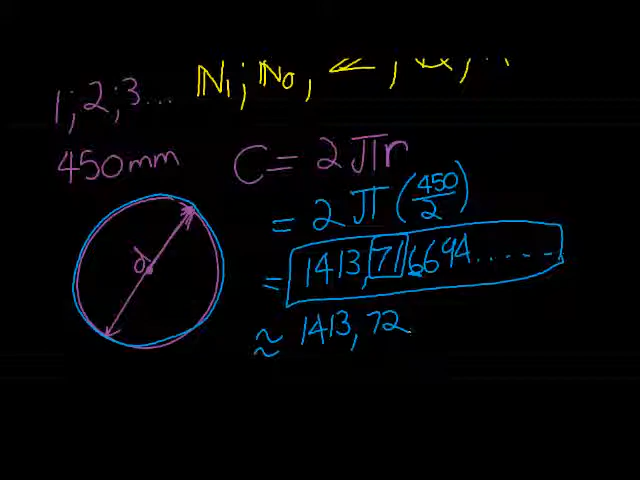 ℕ₁; ℕ₀,
1; 2; 3...
450mm
C = 2πr
= 2π(450/2)
d
= 1413,716694......
≈ 1413,72